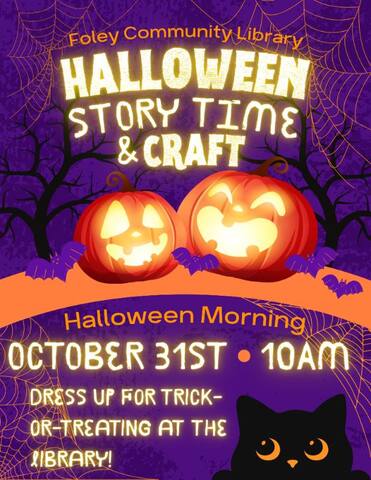 Foley Community Library
HALLOWEEN
STORY TIME
& CRAFT
Halloween Morning
OCTOBER 31ST • 10AM
DRESS UP FOR TRICK-
OR-TREATING AT THE
LIBRARY!